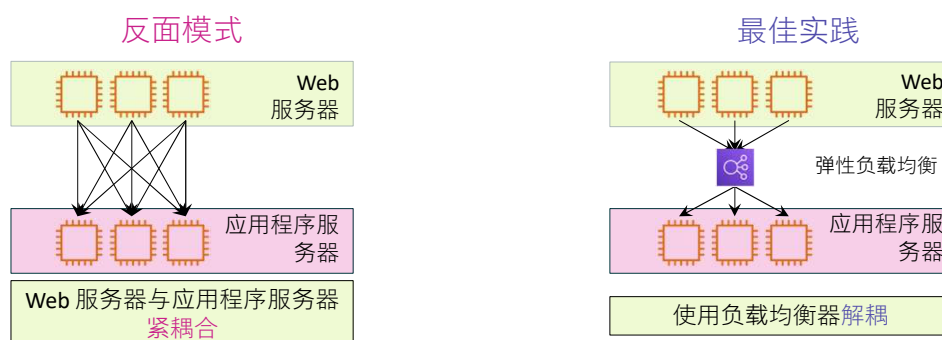 反面模式
Web
服务器
应用程序服
务器
Web 服务器与应用程序服务器
紧耦合
最佳实践
Web
服务器
弹性负载均衡
应用程序服
务器
使用负载均衡器解耦